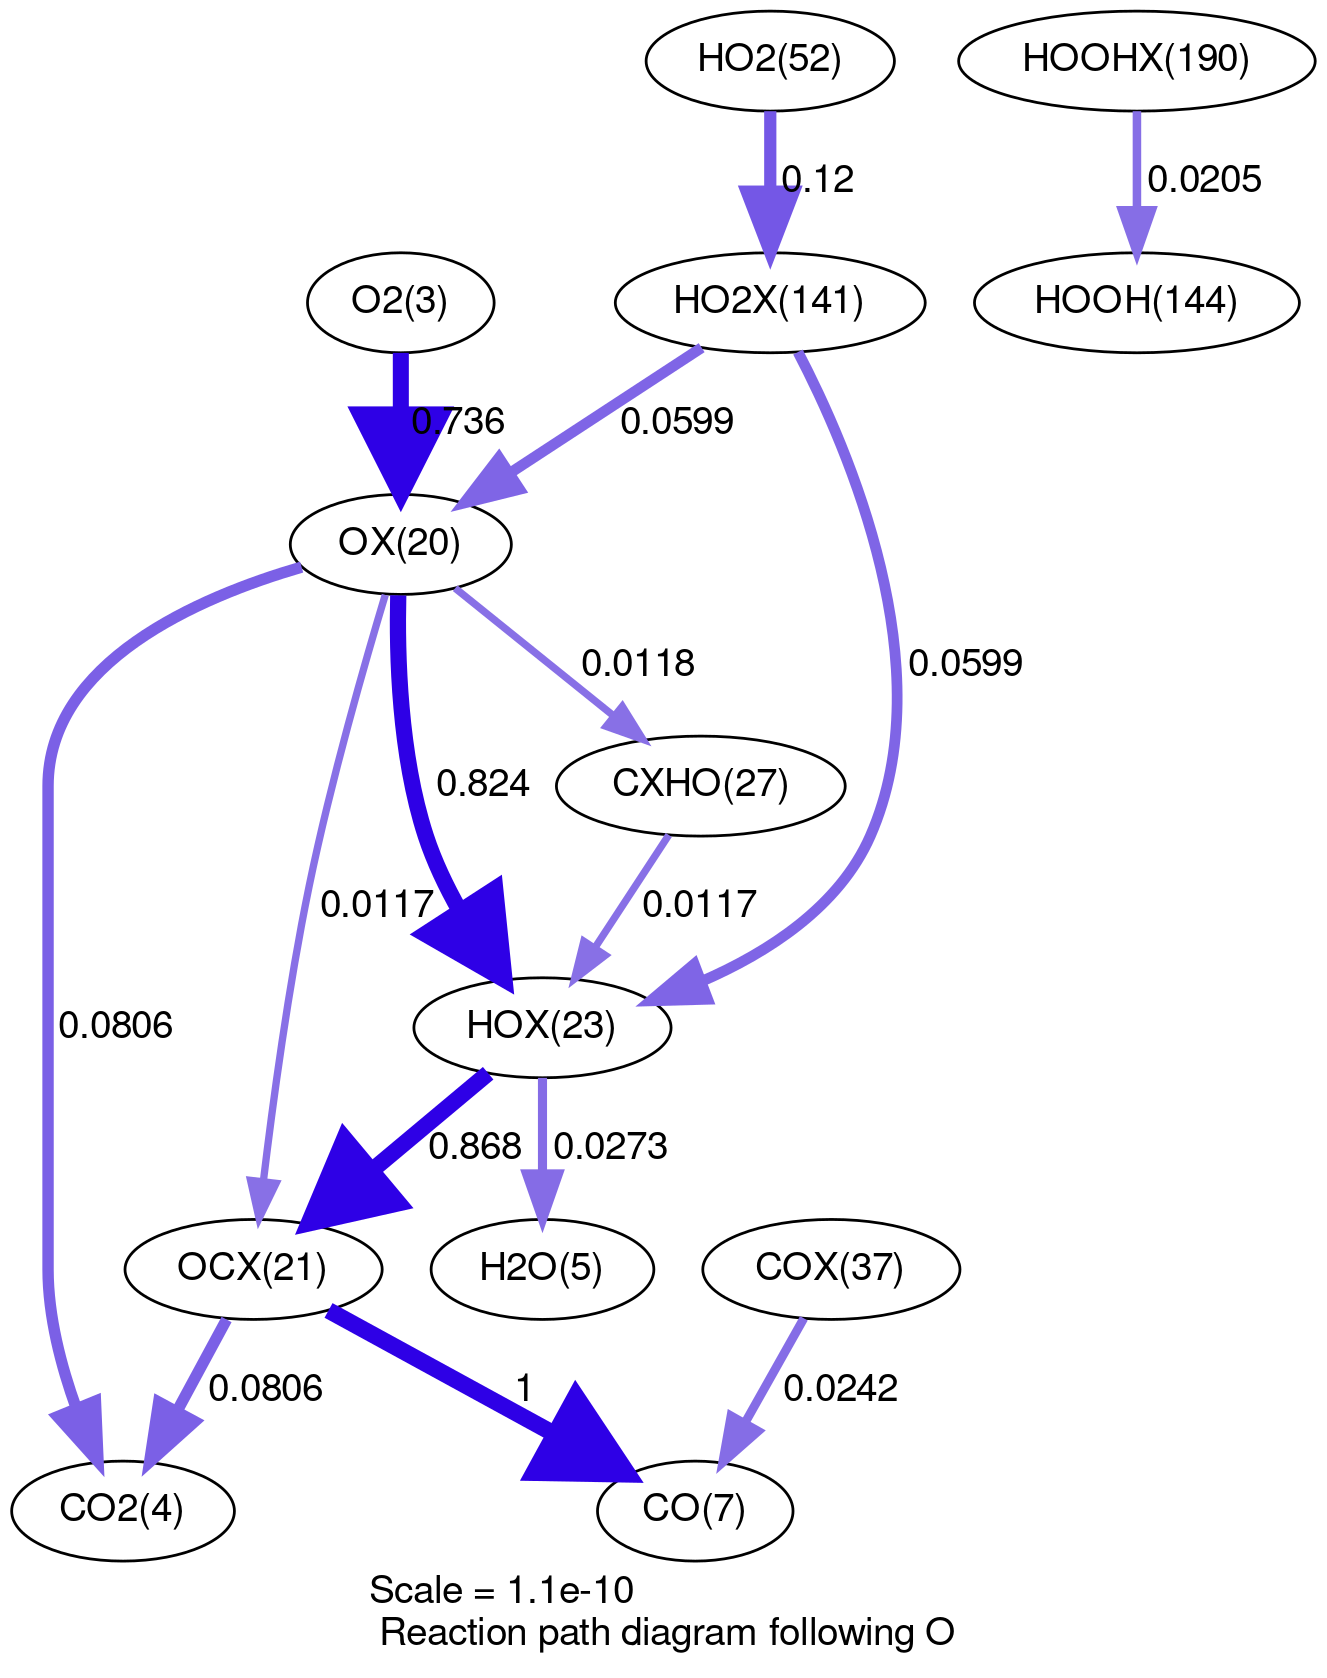 HO2(52)
HOOHX(190)
0.12
0.0205
O2(3)
HO2X(141)
HOOH(144)
0.736
0.0599
OX(20)
0.0118
0.0599
CXHO(27)
0.824
0.0117
0.0117
HOX(23)
0.0806
0.868
0.0273
OCX(21)
H2O(5)
COX(37)
0.0806
1
0.0242
CO2(4)
CO(7)
Scale = 1.1e-10
Reaction path diagram following O